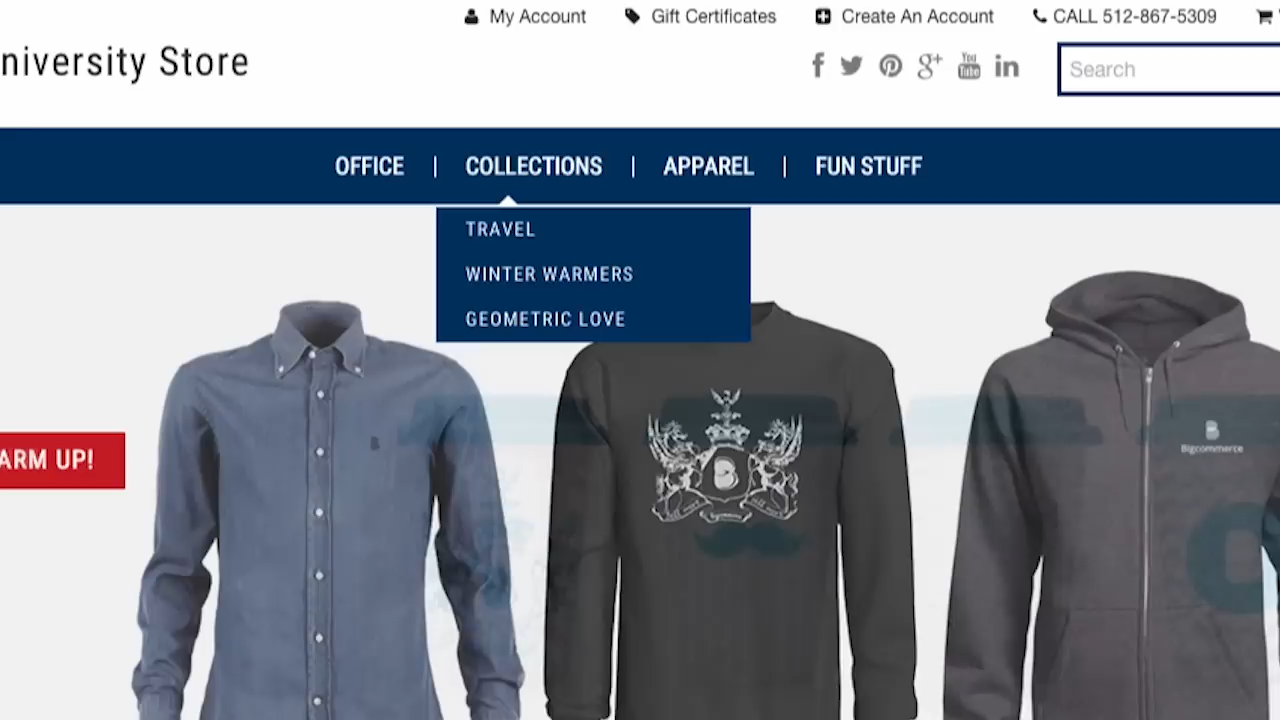 My Account
Gift Certificates
Create An Account
CALL 512-867-5309
niversity Store
Search
OFFICE | COLLECTIONS | APPAREL | FUN STUFF
TRAVEL
WINTER WARMERS
GEOMETRIC LOVE
ARM UP!
B
Bigcommerce